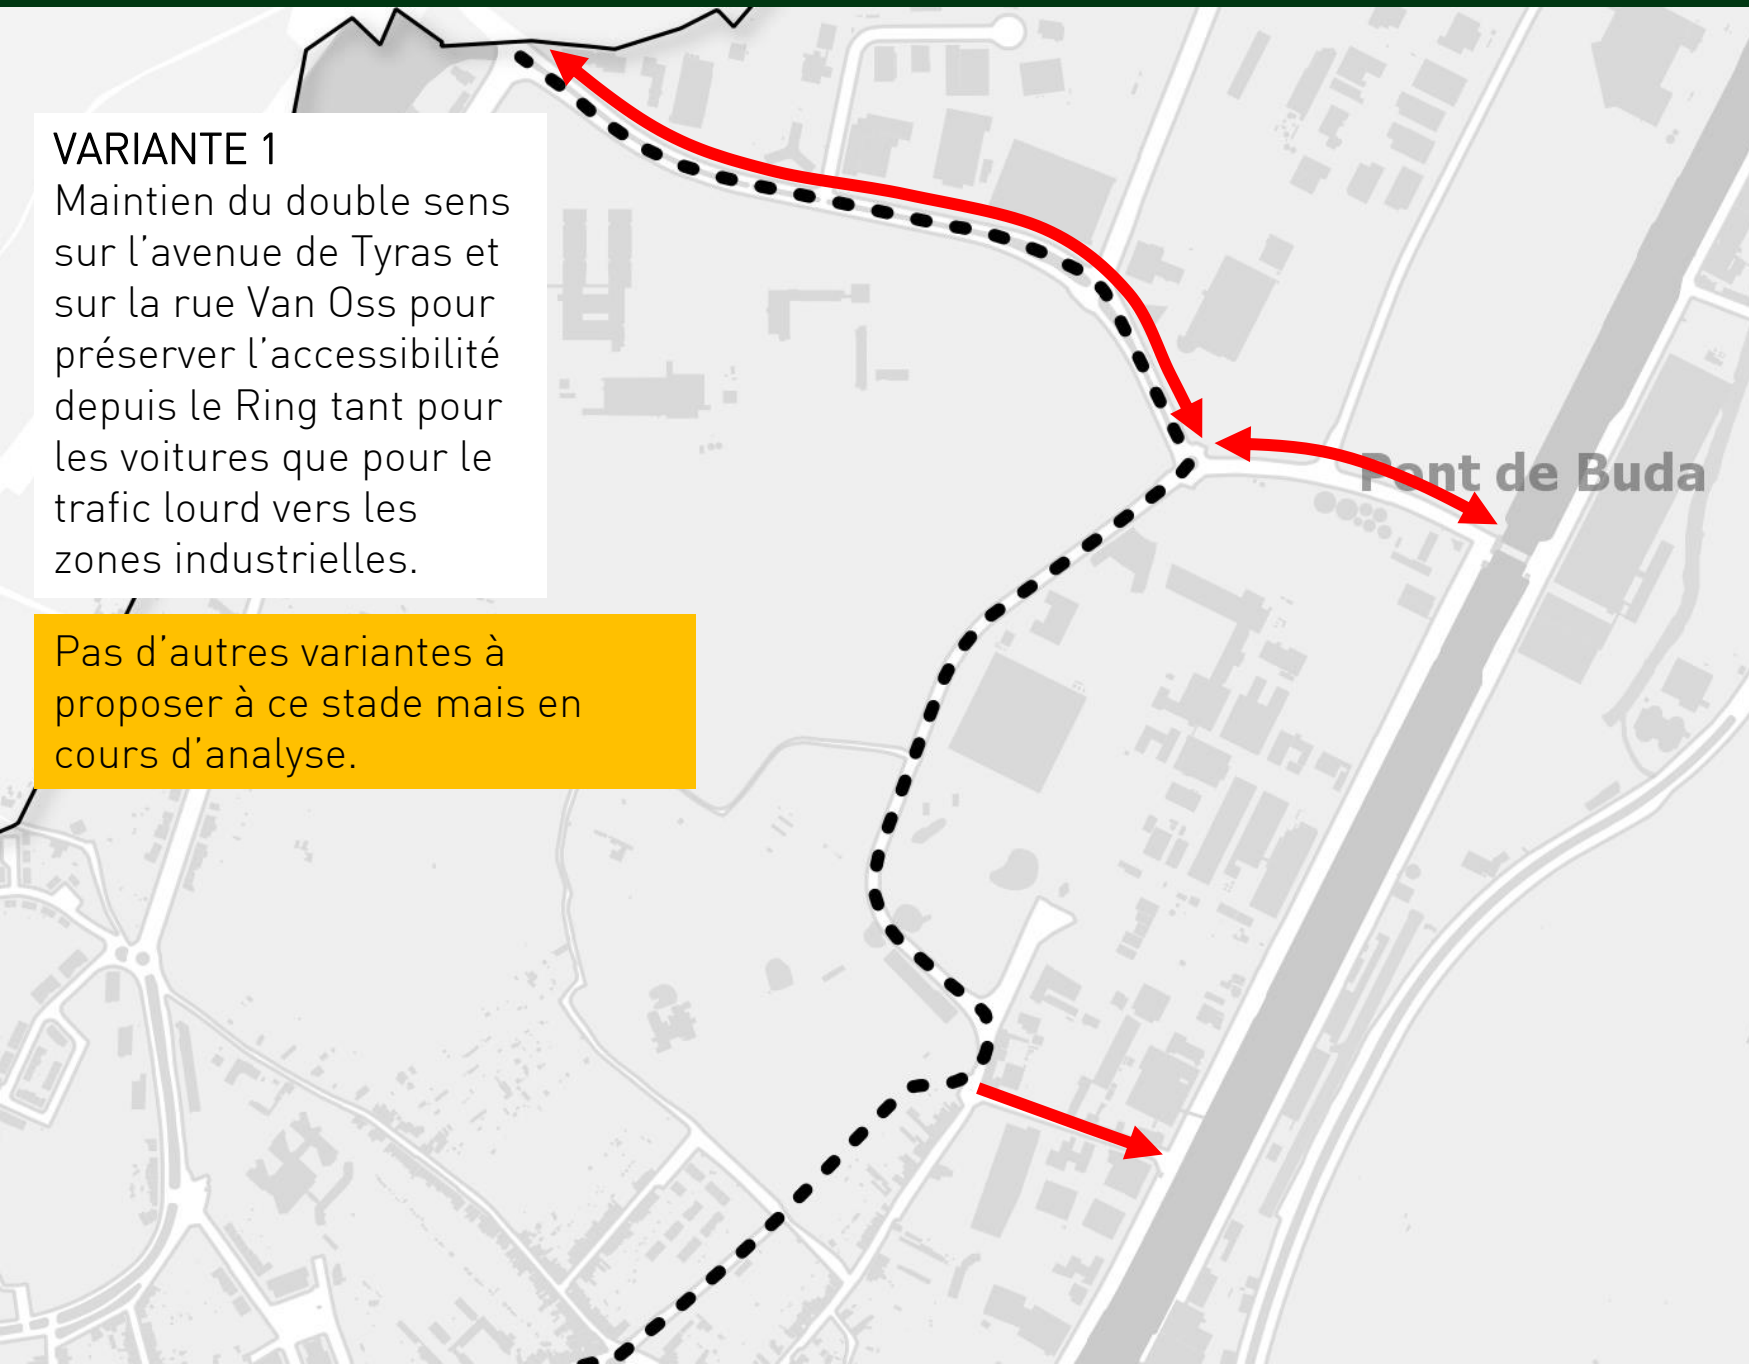 VARIANTE 1
Maintien du double sens
sur l’avenue de Tyras et
sur la rue Van Oss pour
préserver l’accessibilité
depuis le Ring tant pour
les voitures que pour le
trafic lourd vers les
zones industrielles.
Pas d’autres variantes à
proposer à ce stade mais en
cours d’analyse.
Pont de Buda